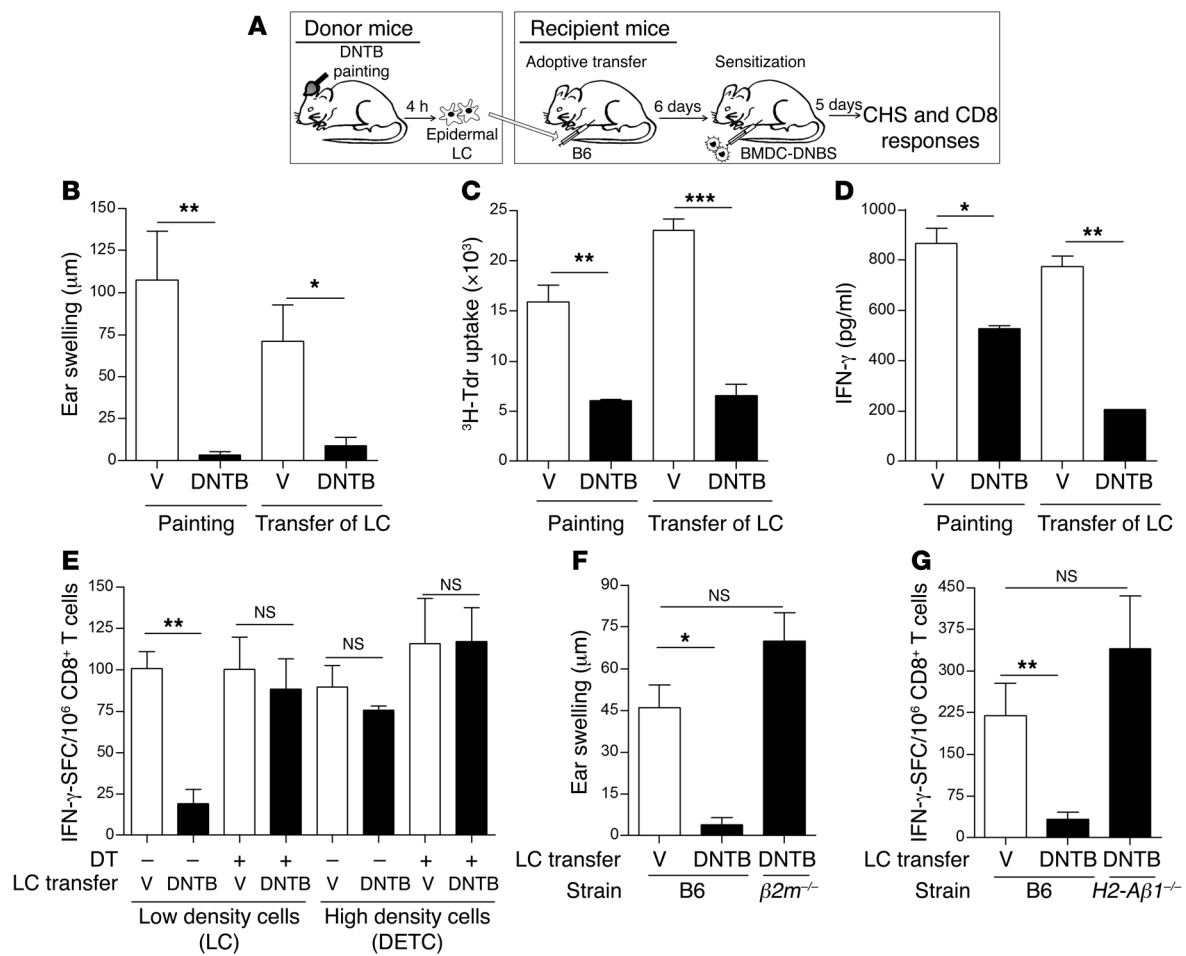 A
Donor mice
DNTB
painting
4 h
Epidermal
LC
Recipient mice
Adoptive transfer
B6
6 days
Sensitization
BMDC-DNBS
5 days
CHS and CD8
responses
B
Ear swelling (μm)
150
125
100
75
50
25
0
**
*
V DNTB V DNTB
Painting Transfer of LC
C
³H-Tdr uptake (×10³)
25
20
15
10
5
0
**
***
V DNTB V DNTB
Painting Transfer of LC
D
IFN-γ (pg/ml)
1000
800
600
400
200
0
*
**
V DNTB V DNTB
Painting Transfer of LC
E
IFN-γ-SFC/10⁶ CD8⁺ T cells
150
125
100
75
50
25
0
**
NS
NS
NS
DT – – + + – – + +
LC transfer V DNTB V DNTB V DNTB V DNTB
Low density cells
(LC)
High density cells
(DETC)
F
Ear swelling (μm)
90
75
60
45
30
15
0
NS
*
LC transfer V DNTB DNTB
Strain B6 β2m⁻/⁻
G
IFN-γ-SFC/10⁶ CD8⁺ T cells
450
375
300
225
150
75
0
NS
**
LC transfer V DNTB DNTB
Strain B6 H2-Aβ1⁻/⁻